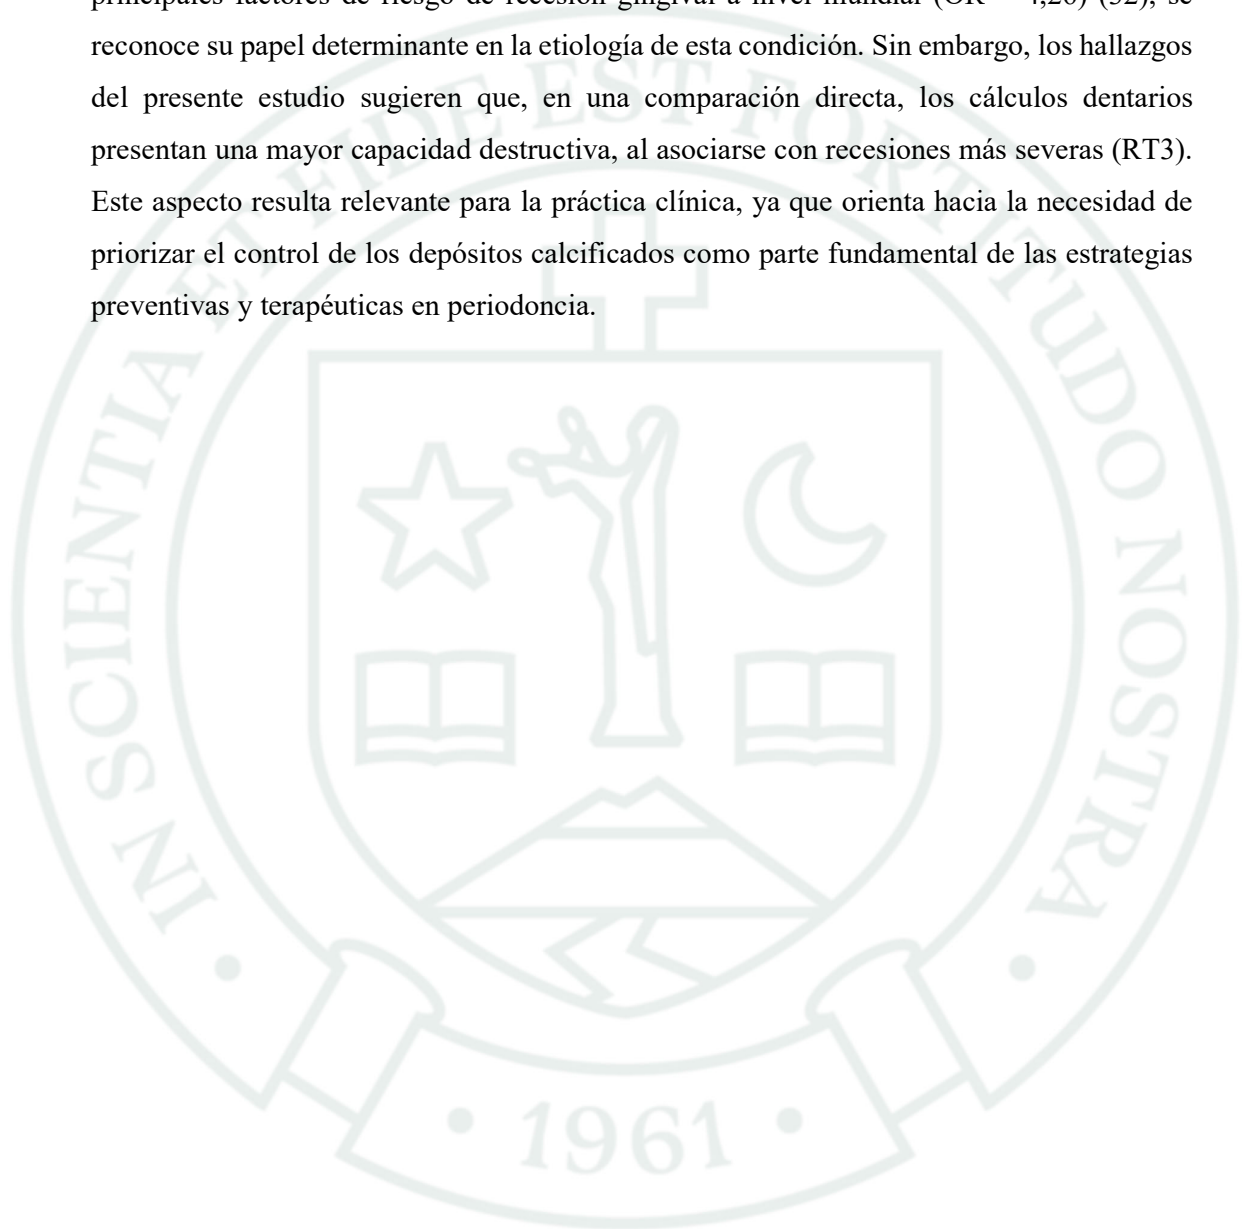 principales factores de riesgo de recesión gingival a nivel mundial (OR = 4,20) (32), se
reconoce su papel determinante en la etiología de esta condición. Sin embargo, los hallazgos
del presente estudio sugieren que, en una comparación directa, los cálculos dentarios
presentan una mayor capacidad destructiva, al asociarse con recesiones más severas (RT3).
Este aspecto resulta relevante para la práctica clínica, ya que orienta hacia la necesidad de
priorizar el control de los depósitos calcificados como parte fundamental de las estrategias
preventivas y terapéuticas en periodoncia.
IN SCIENTIA ET FIDE EST FORTITUDO NOSTRA
• 1961 •